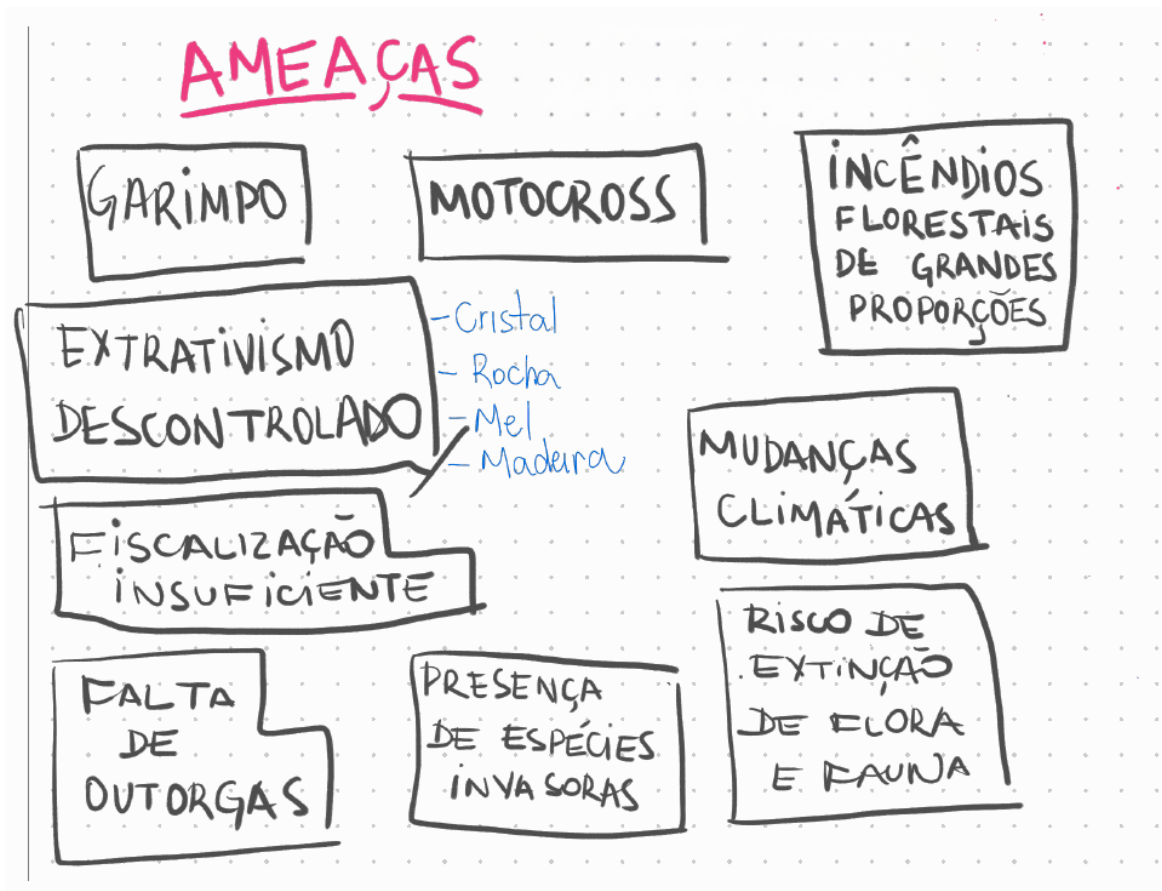 AMEAÇAS
GARIMPO
MOTOCROSS
INCÊNDIOS
FLORESTAIS
DE GRANDES
PROPORÇÕES
EXTRATIVISMO
DESCONTROLADO
- Cristal
- Rocha
- Mel
- Madeira
MUDANÇAS
CLIMÁTICAS
FISCALIZAÇÃO
INSUFICIENTE
FALTA
DE
OUTORGAS
PRESENÇA
DE ESPÉCIES
INVASORAS
RISCO DE
EXTINÇÃO
DE FLORA
E FAUNA